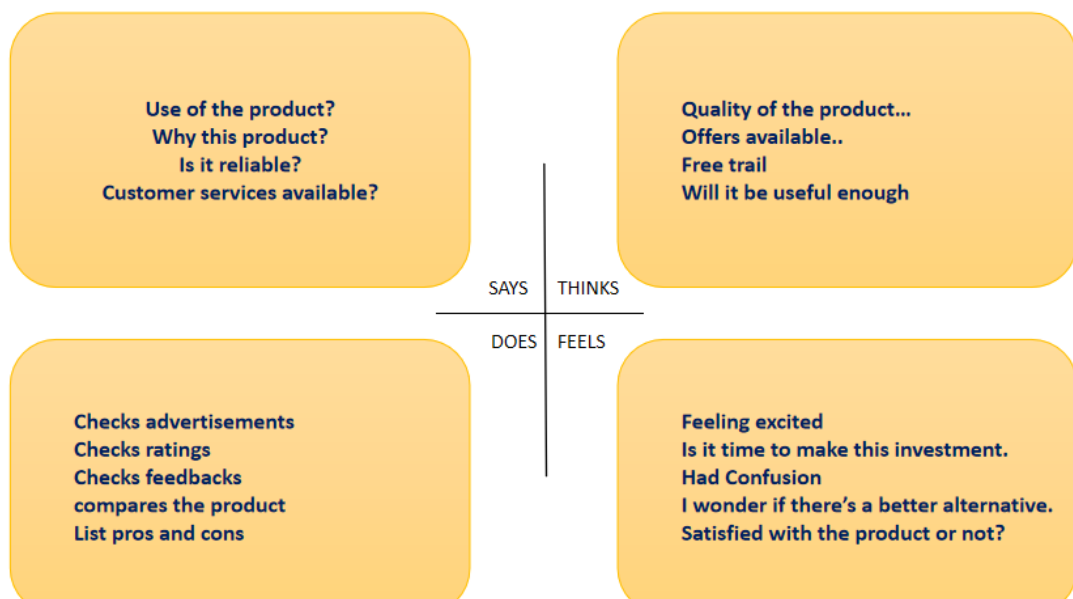 Use of the product?
Why this product?
Is it reliable?
Customer services available?
Quality of the product...
Offers available..
Free trail
Will it be useful enough
SAYS
THINKS
DOES
FEELS
Checks advertisements
Checks ratings
Checks feedbacks
compares the product
List pros and cons
Feeling excited
Is it time to make this investment.
Had Confusion
I wonder if there’s a better alternative.
Satisfied with the product or not?